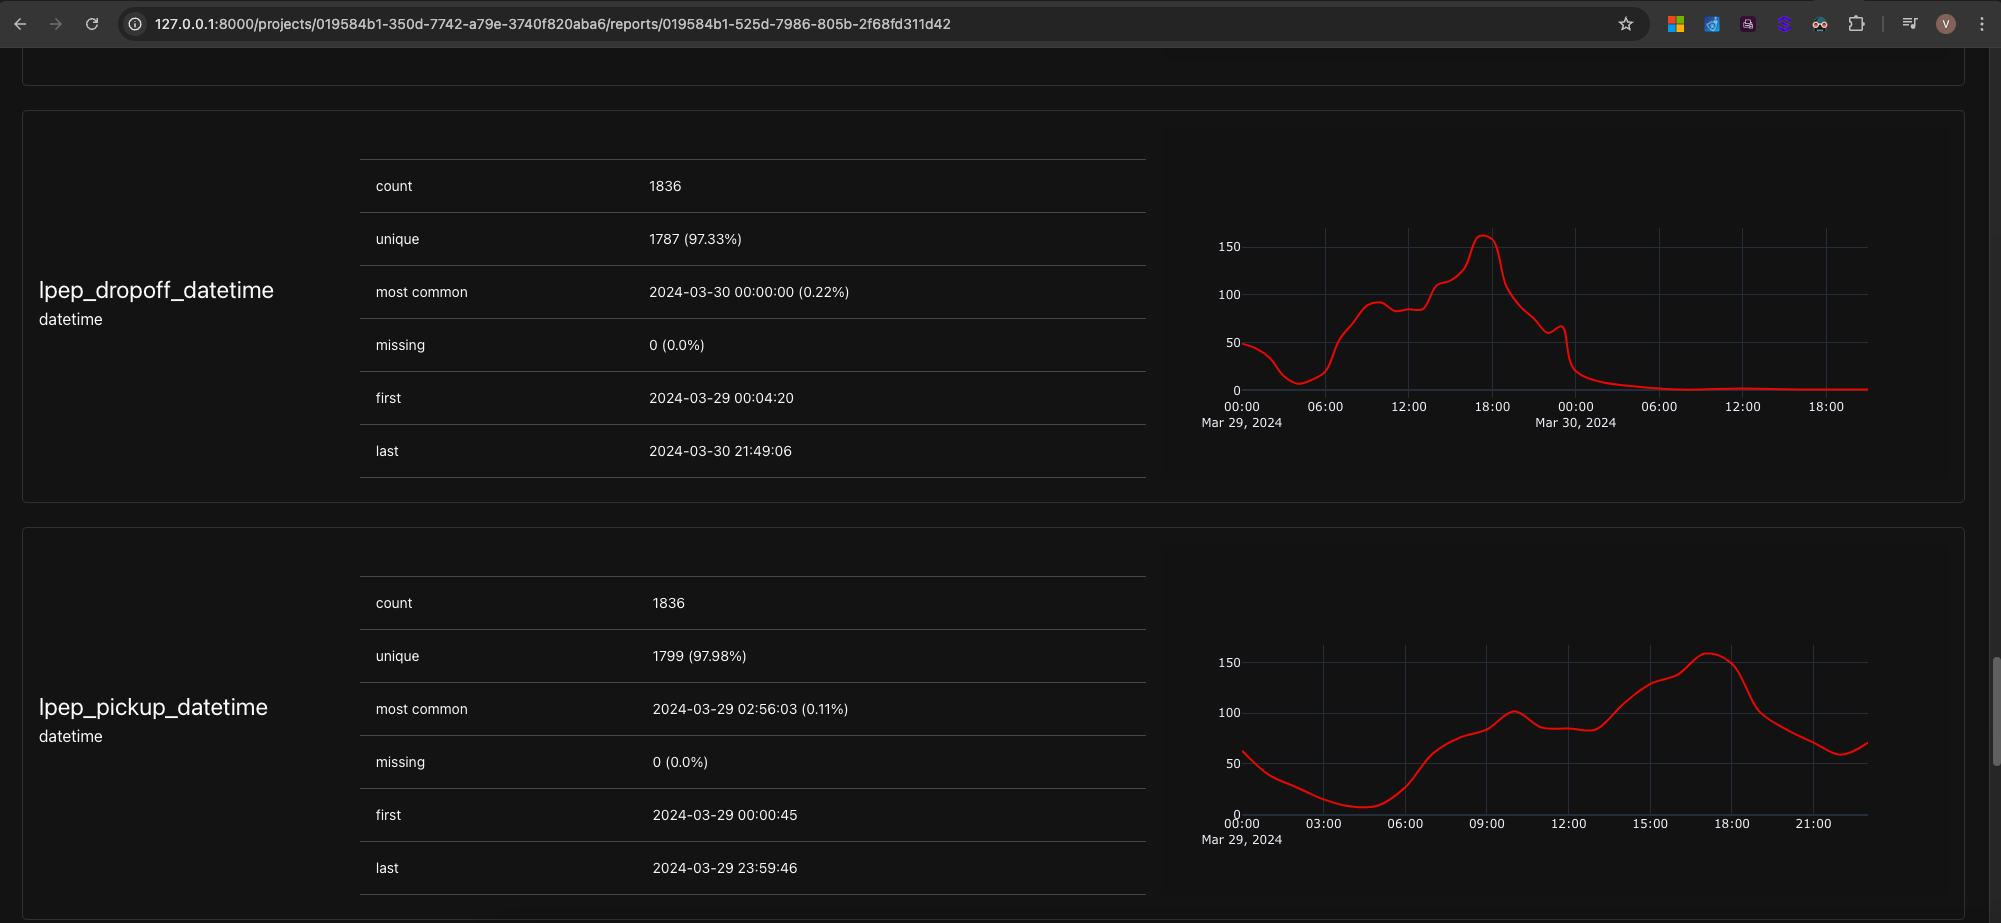 127.0.0.1:8000/projects/019584b1-350d-7742-a79e-3740f820aba6/reports/019584b1-525d-7986-805b-2f68fd311d42
V
lpep_dropoff_datetime
datetime
count 1836
unique 1787 (97.33%)
most common 2024-03-30 00:00:00 (0.22%)
missing 0 (0.0%)
first 2024-03-29 00:04:20
last 2024-03-30 21:49:06
150
100
50
0
00:00 06:00 12:00 18:00 00:00 06:00 12:00 18:00
Mar 29, 2024 Mar 30, 2024
lpep_pickup_datetime
datetime
count 1836
unique 1799 (97.98%)
most common 2024-03-29 02:56:03 (0.11%)
missing 0 (0.0%)
first 2024-03-29 00:00:45
last 2024-03-29 23:59:46
150
100
50
0
00:00 03:00 06:00 09:00 12:00 15:00 18:00 21:00
Mar 29, 2024